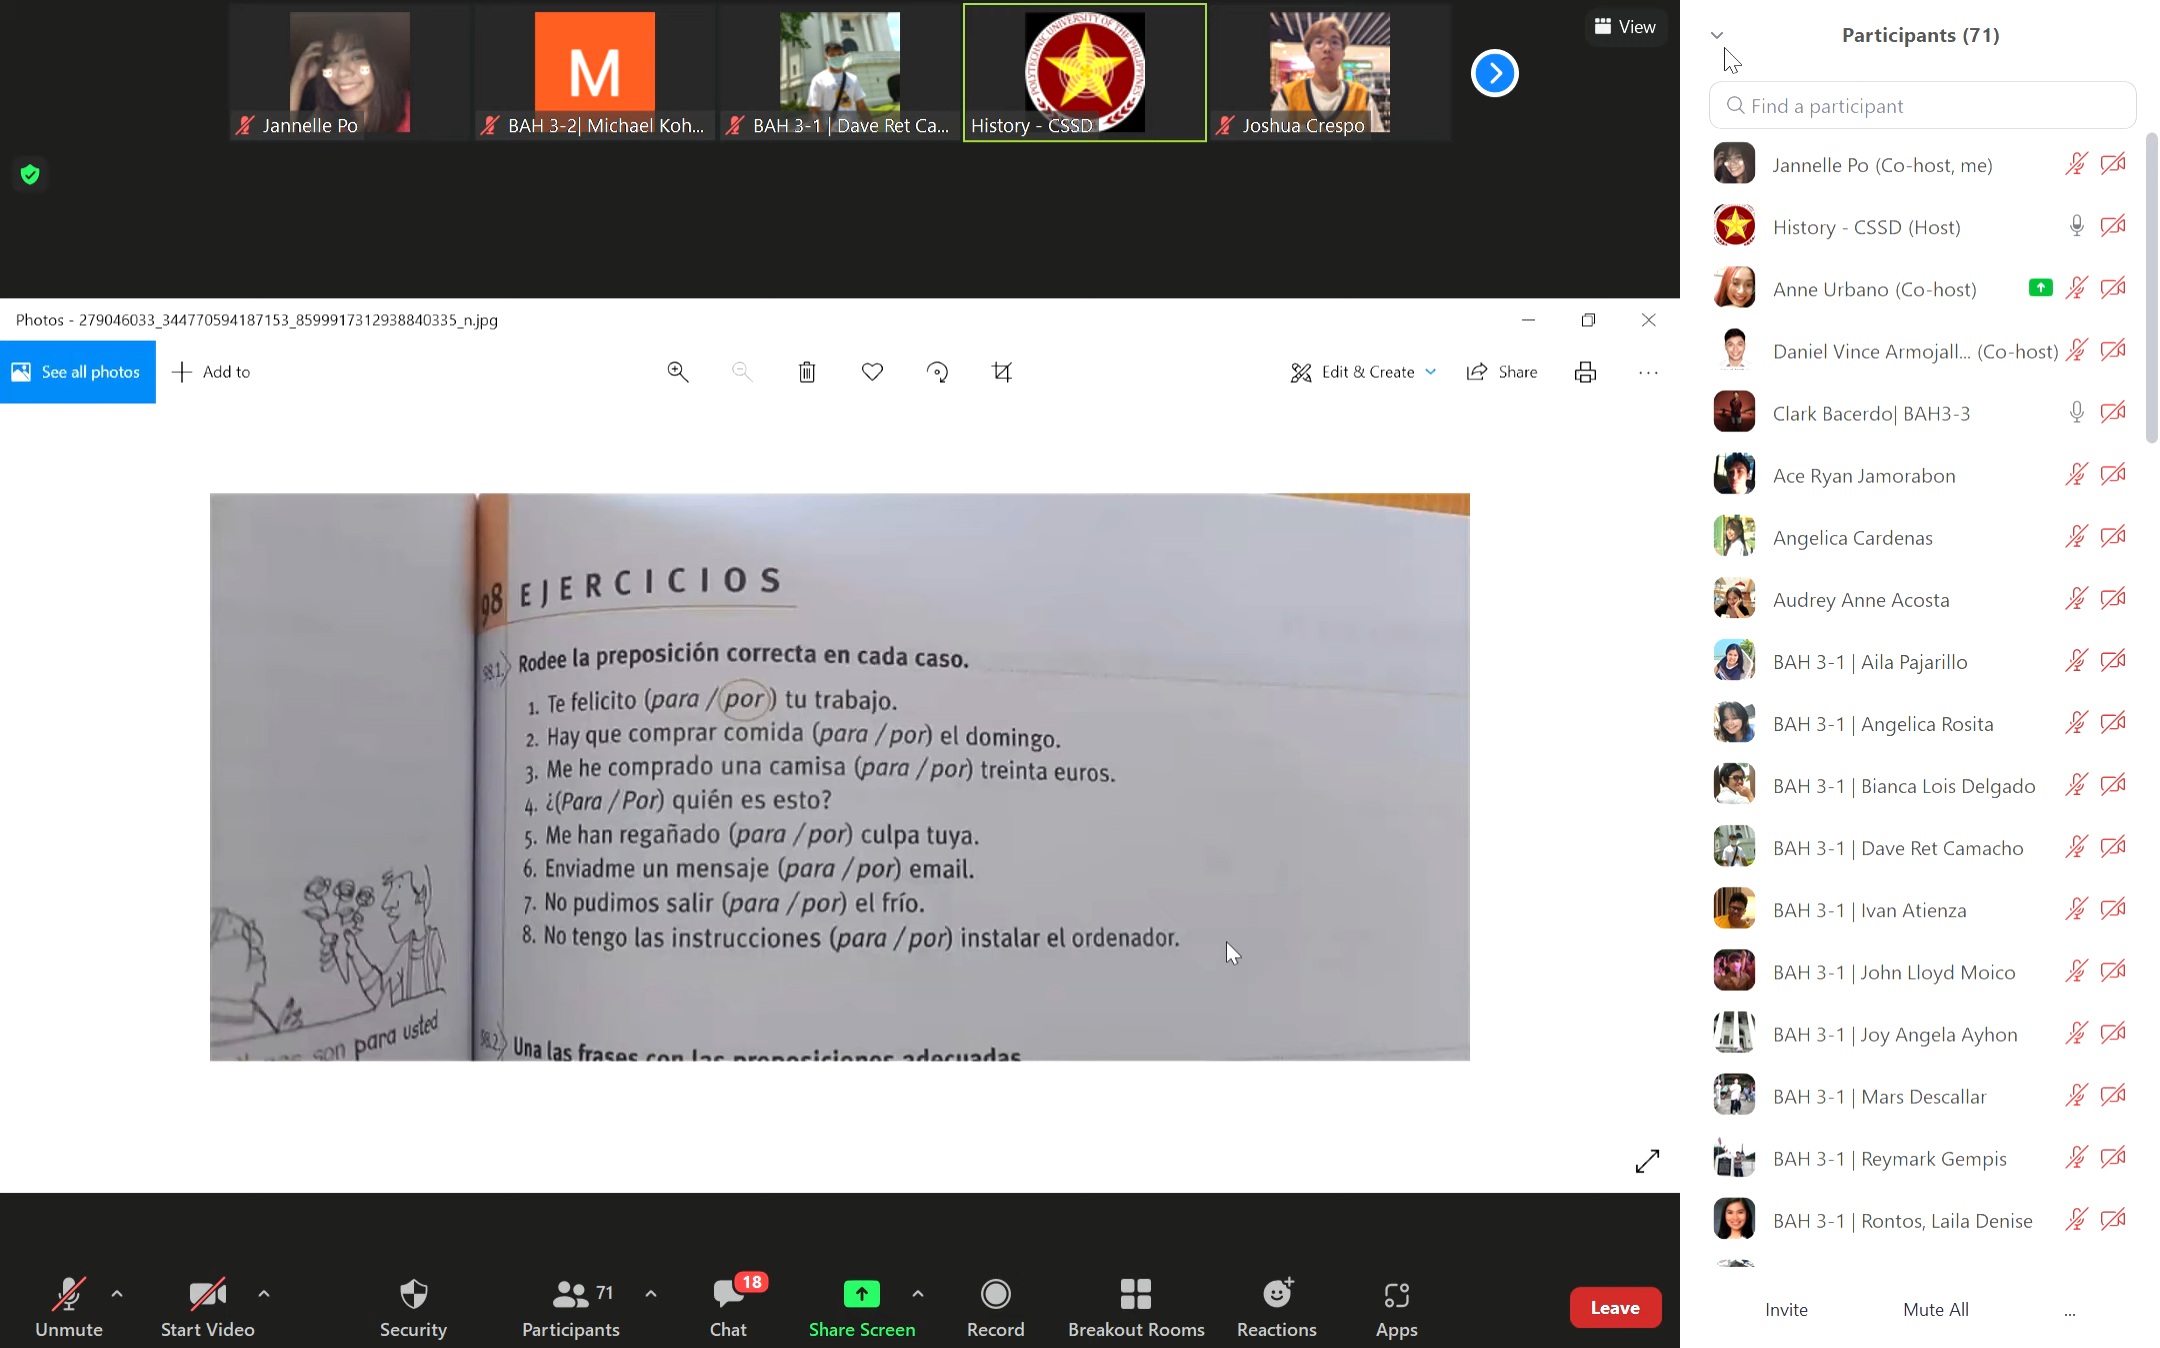 Jannelle Po
M
BAH 3-2| Michael Koh...
BAH 3-1 | Dave Ret Ca...
POLYTECHNIC UNIVERSITY OF THE PHILIPPINES
History - CSSD
Joshua Crespo
View
Photos - 279046033_344770594187153_8599917312938840335_n.jpg
See all photos
Add to
Edit & Create
Share
98 EJERCICIOS
98.1. Rodee la preposición correcta en cada caso.
1. Te felicito (para / por) tu trabajo.
2. Hay que comprar comida (para / por) el domingo.
3. Me he comprado una camisa (para / por) treinta euros.
4. ¿(Para / Por) quién es esto?
5. Me han regañado (para / por) culpa tuya.
6. Enviadme un mensaje (para / por) email.
7. No pudimos salir (para / por) el frío.
8. No tengo las instrucciones (para / por) instalar el ordenador.
son para usted
98.2. Una las frases con las preposiciones adecuadas
Unmute
Start Video
Security
71
Participants
18
Chat
Share Screen
Record
Breakout Rooms
Reactions
Apps
Leave
Participants (71)
Find a participant
Jannelle Po (Co-host, me)
History - CSSD (Host)
Anne Urbano (Co-host)
Daniel Vince Armojall... (Co-host)
Clark Bacerdo| BAH3-3
Ace Ryan Jamorabon
Angelica Cardenas
Audrey Anne Acosta
BAH 3-1 | Aila Pajarillo
BAH 3-1 | Angelica Rosita
BAH 3-1 | Bianca Lois Delgado
BAH 3-1 | Dave Ret Camacho
BAH 3-1 | Ivan Atienza
BAH 3-1 | John Lloyd Moico
BAH 3-1 | Joy Angela Ayhon
BAH 3-1 | Mars Descallar
BAH 3-1 | Reymark Gempis
BAH 3-1 | Rontos, Laila Denise
Invite
Mute All
...